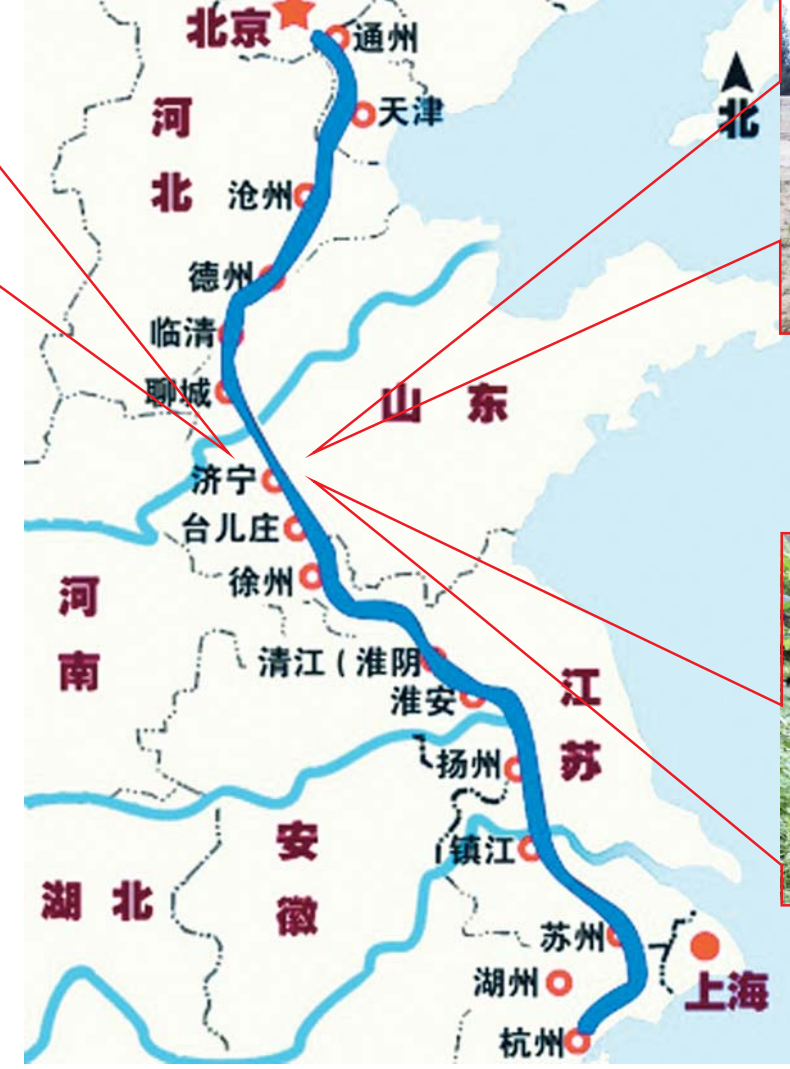 北京
通州
北
河北
天津
沧州
德州
临清
聊城
山东
济宁
台儿庄
徐州
河南
清江(淮阴
淮安
江苏
扬州
镇江
安徽
湖北
苏州
湖州
上海
杭州